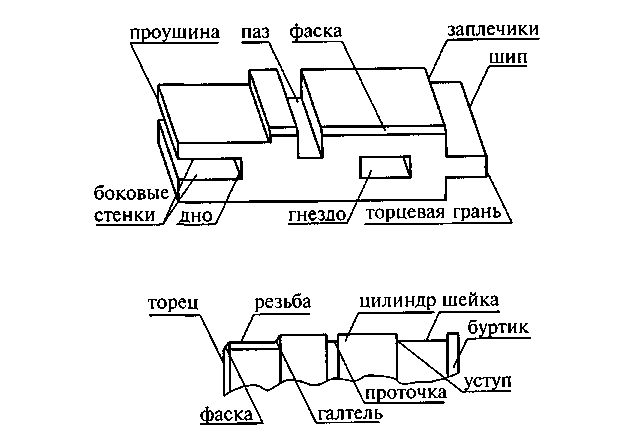 проушина
паз
фаска
заплечики
шип
боковые
стенки
дно
гнездо
торцевая грань
торец
резьба
цилиндр
шейка
буртик
уступ
проточка
галтель
фаска